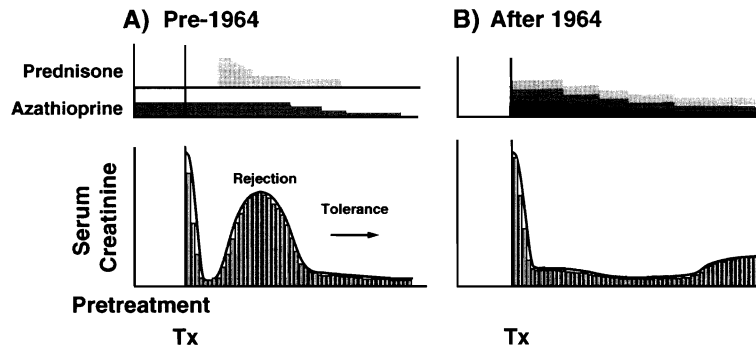 A) Pre-1964
B) After 1964
Prednisone
Azathioprine
Serum
Creatinine
Rejection
Tolerance
Pretreatment
Tx
Tx